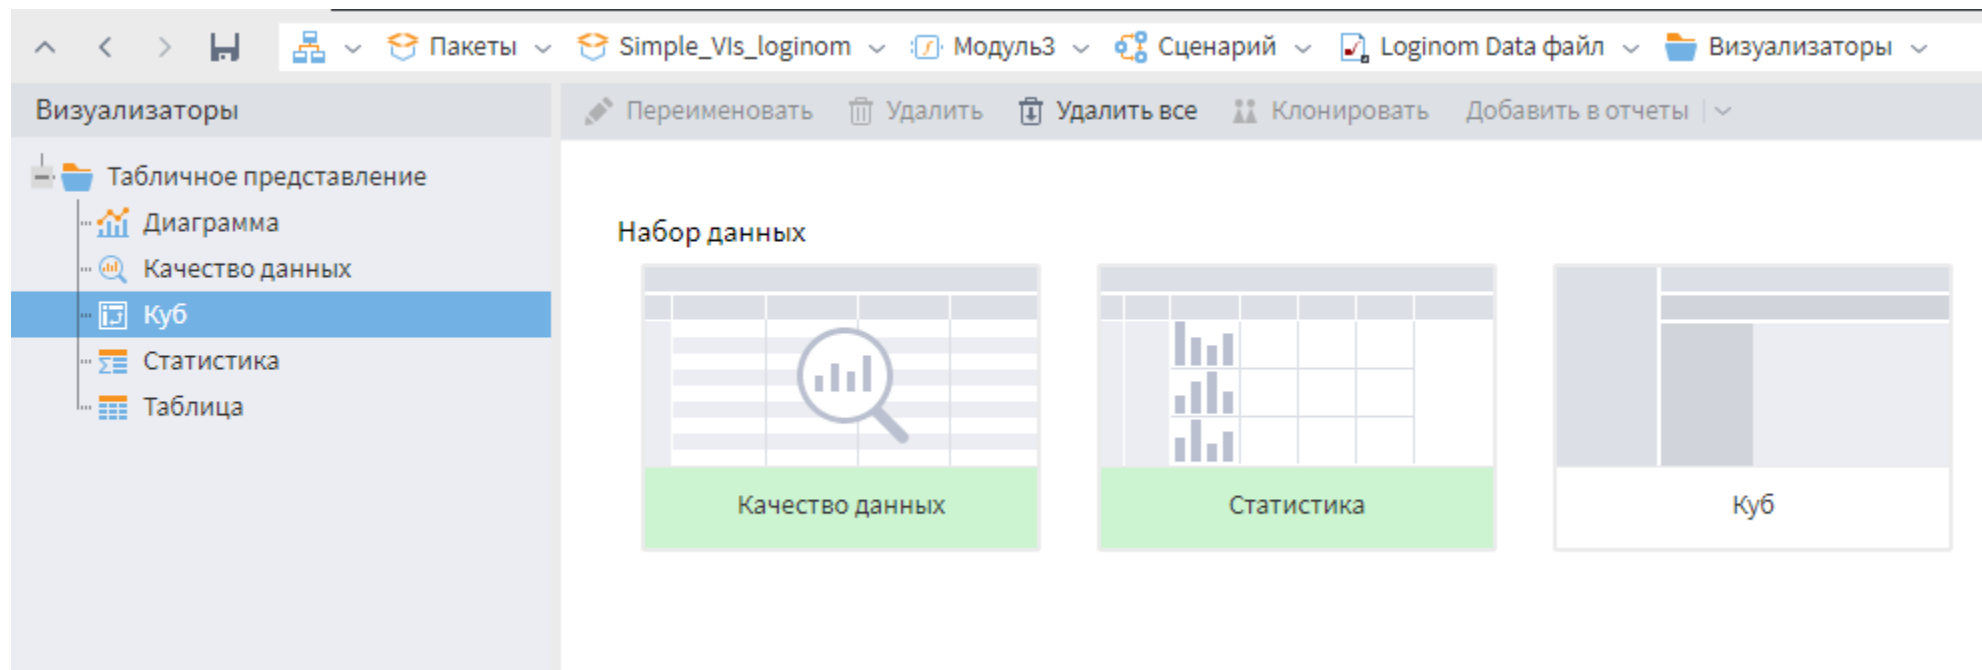 Пакеты Simple_VIs_loginom Модуль3 Сценарий Loginom Data файл Визуализаторы
Визуализаторы
Переименовать Удалить Удалить все Клонировать Добавить в отчеты
Табличное представление
Диаграмма
Качество данных
Куб
Статистика
Таблица
Набор данных
Качество данных
Статистика
Куб